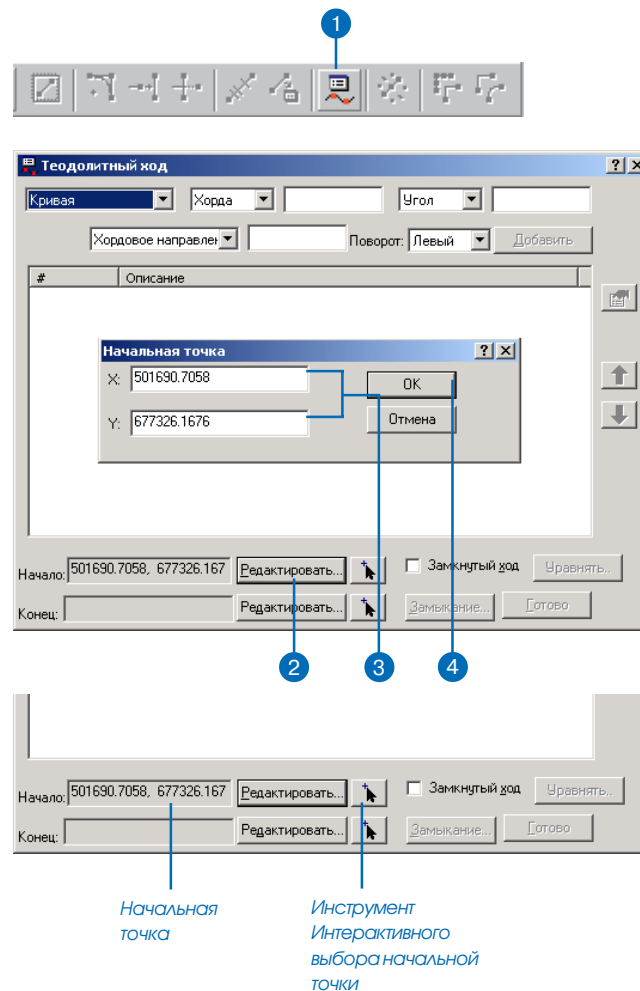 1
Теодолитный ход
Кривая Хорда Угол
Хордовое направлен Поворот: Левый Добавить
# Описание
Начальная точка
X: 501690.7058 OK
Y: 677326.1676 Отмена
Начало: 501690.7058, 677326.167 Редактировать... Замкнутый ход Уравнять..
Конец: Редактировать... Замыкание... Готово
2 3 4
Начало: 501690.7058, 677326.167 Редактировать... Замкнутый ход Уравнять..
Конец: Редактировать... Замыкание... Готово
Начальная точка
Инструмент
Интерактивного
выбора начальной
точки